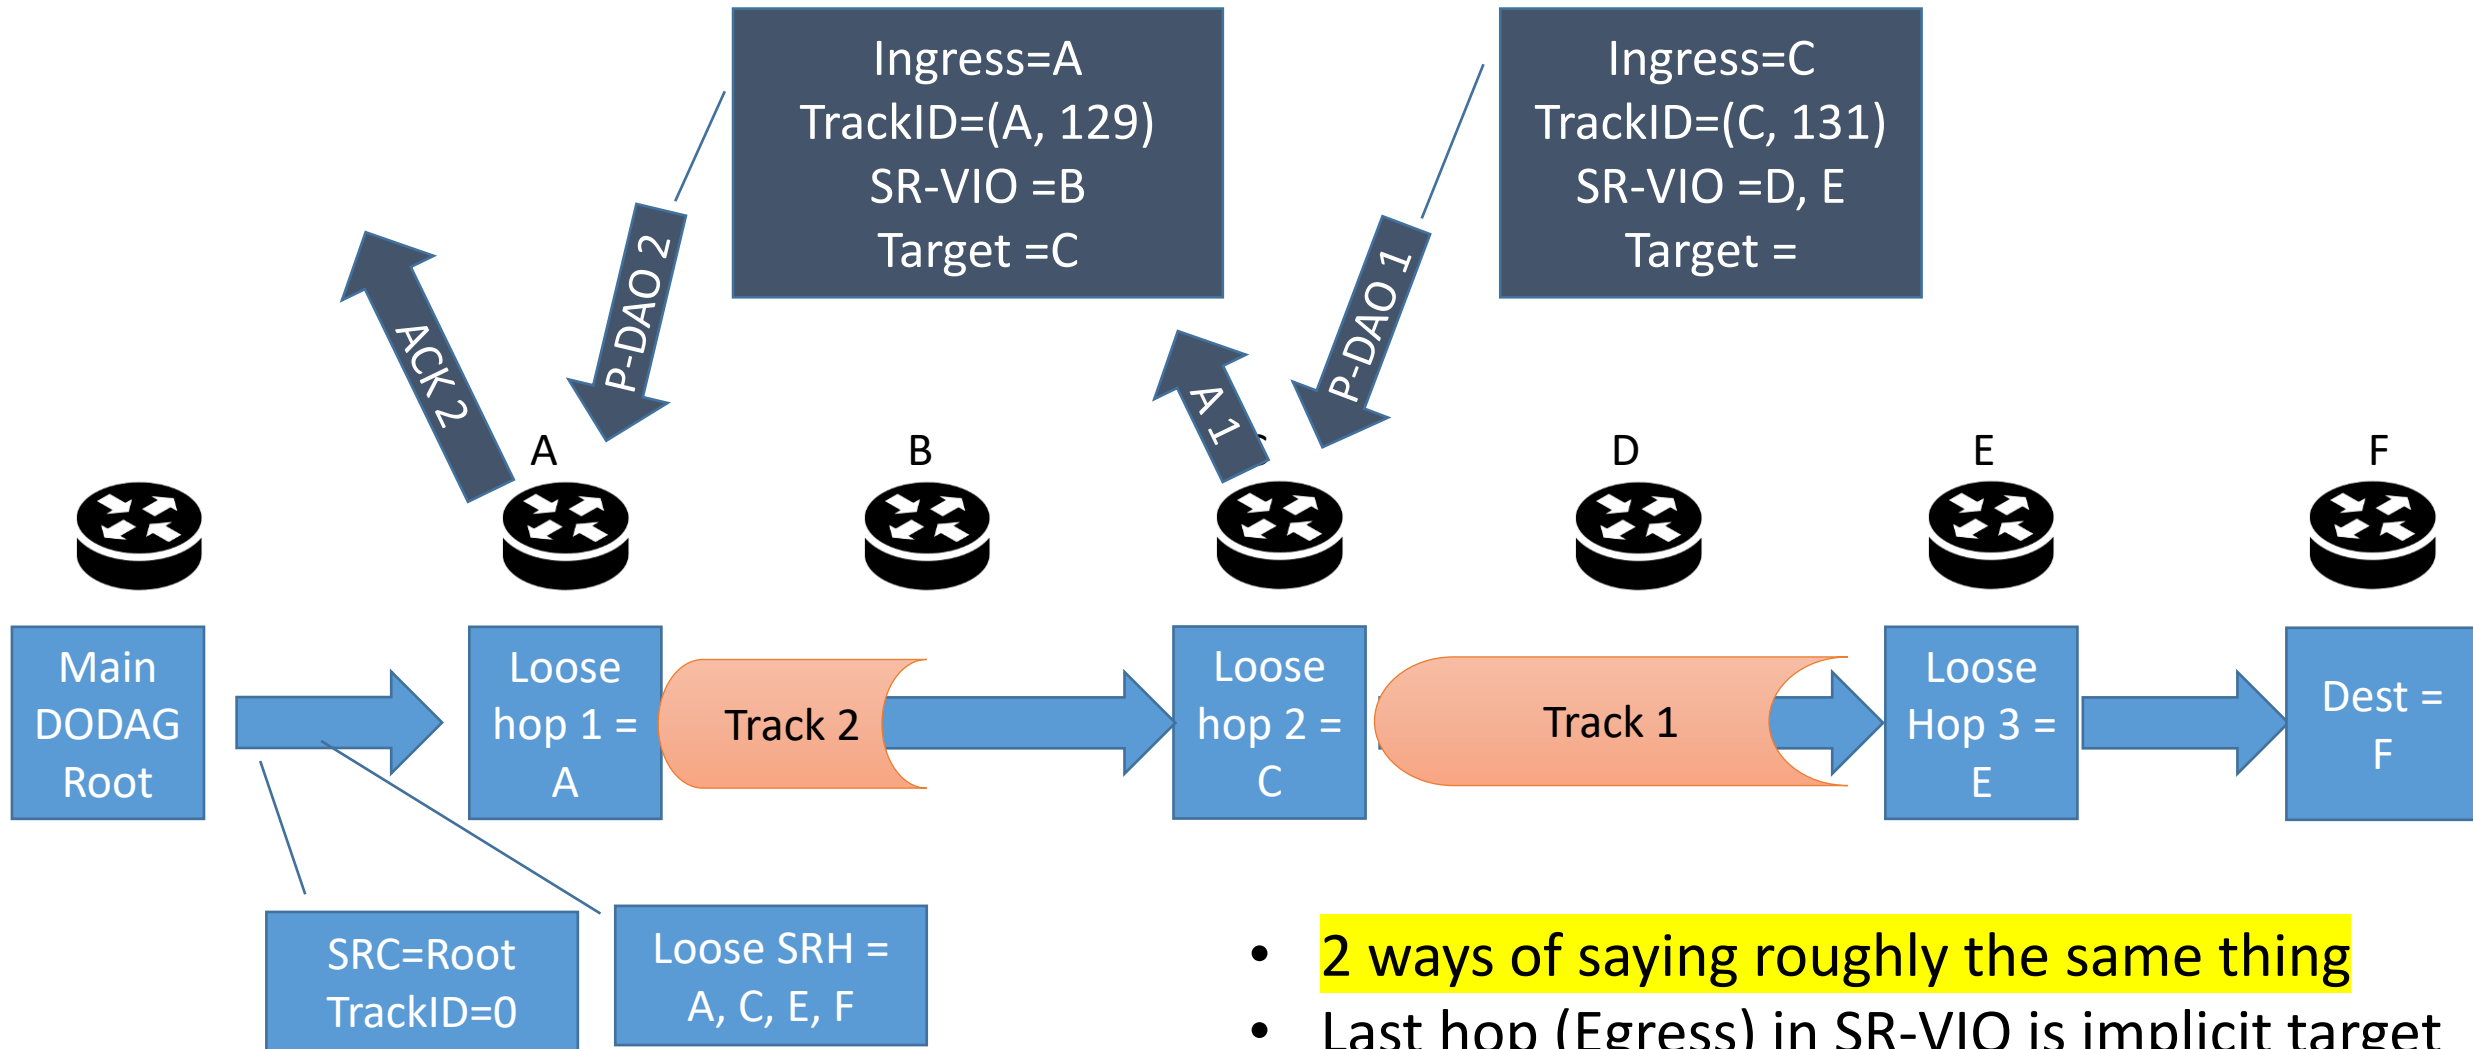 Ingress=A
TrackID=(A, 129)
SR-VIO =B
Target =C
Ingress=C
TrackID=(C, 131)
SR-VIO =D, E
Target =
ACK 2
P-DAO 2
A 1
P-DAO 1
A
B
D
E
F
Main
DODAG
Root
Loose
hop 1 =
A
Track 2
Loose
hop 2 =
C
Track 1
Loose
Hop 3 =
E
Dest =
F
SRC=Root
TrackID=0
Loose SRH =
A, C, E, F
• 2 ways of saying roughly the same thing
• Last hop (Egress) in SR-VIO is implicit target